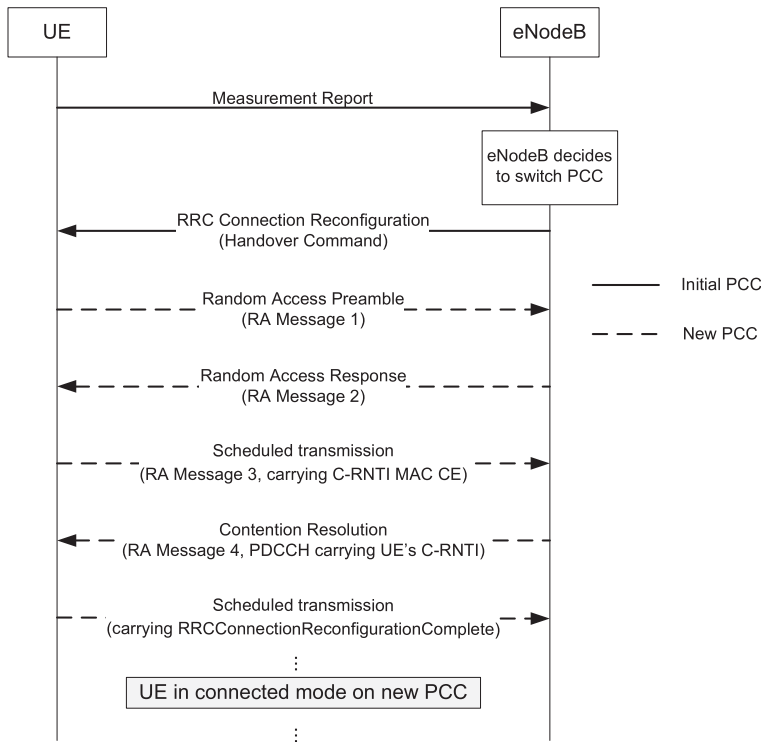 UE
eNodeB
Measurement Report
eNodeB decides
to switch PCC
RRC Connection Reconfiguration
(Handover Command)
Initial PCC
Random Access Preamble
(RA Message 1)
New PCC
Random Access Response
(RA Message 2)
Scheduled transmission
(RA Message 3, carrying C-RNTI MAC CE)
Contention Resolution
(RA Message 4, PDCCH carrying UE’s C-RNTI)
Scheduled transmission
(carrying RRCConnectionReconfigurationComplete)
UE in connected mode on new PCC